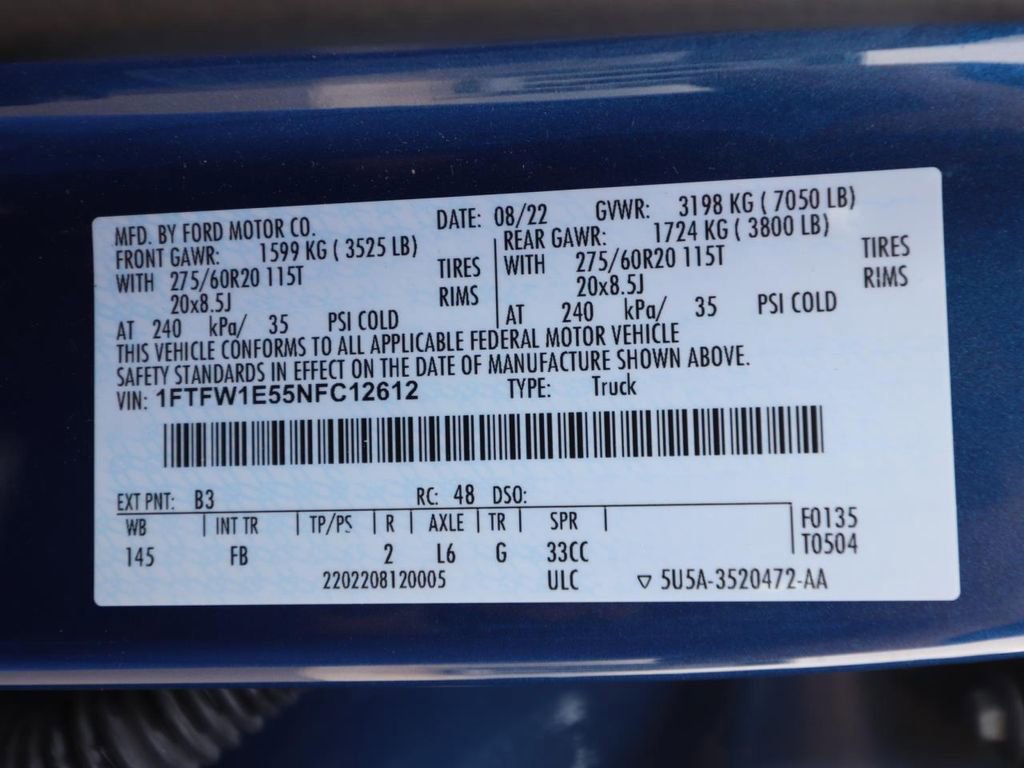 MFD. BY FORD MOTOR CO. DATE: 08/22 GVWR: 3198 KG ( 7050 LB)
FRONT GAWR: 1599 KG ( 3525 LB) REAR GAWR: 1724 KG ( 3800 LB)
WITH 275/60R20 115T TIRES WITH 275/60R20 115T TIRES
20x8.5J RIMS 20x8.5J RIMS
AT 240 kPa/ 35 PSI COLD AT 240 kPa/ 35 PSI COLD
THIS VEHICLE CONFORMS TO ALL APPLICABLE FEDERAL MOTOR VEHICLE
SAFETY STANDARDS IN EFFECT ON THE DATE OF MANUFACTURE SHOWN ABOVE.
VIN: 1FTFW1E55NFC12612 TYPE: Truck
EXT PNT: B3 RC: 48 DSO:
WB INT TR TP/PS R AXLE TR SPR F0135
145 FB 2 L6 G 33CC T0504
2202208120005 ULC ▽ 5U5A-3520472-AA